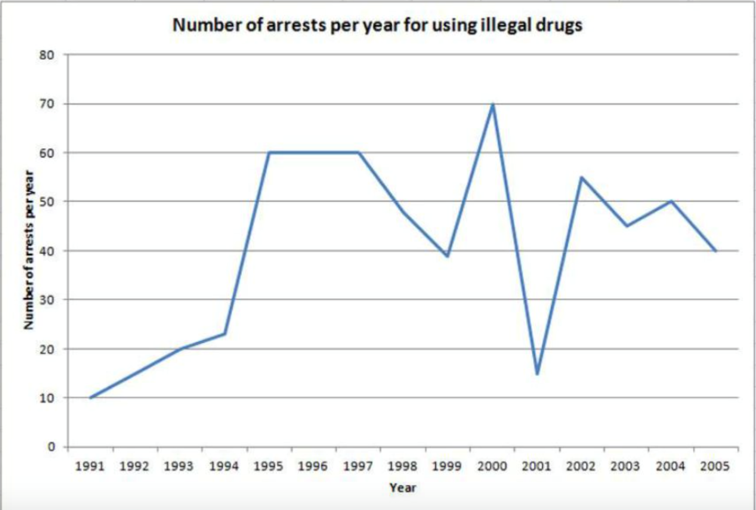 Number of arrests per year for using illegal drugs
80
70
60
50
40
30
20
10
0
Number of arrests per year
1991 1992 1993 1994 1995 1996 1997 1998 1999 2000 2001 2002 2003 2004 2005
Year